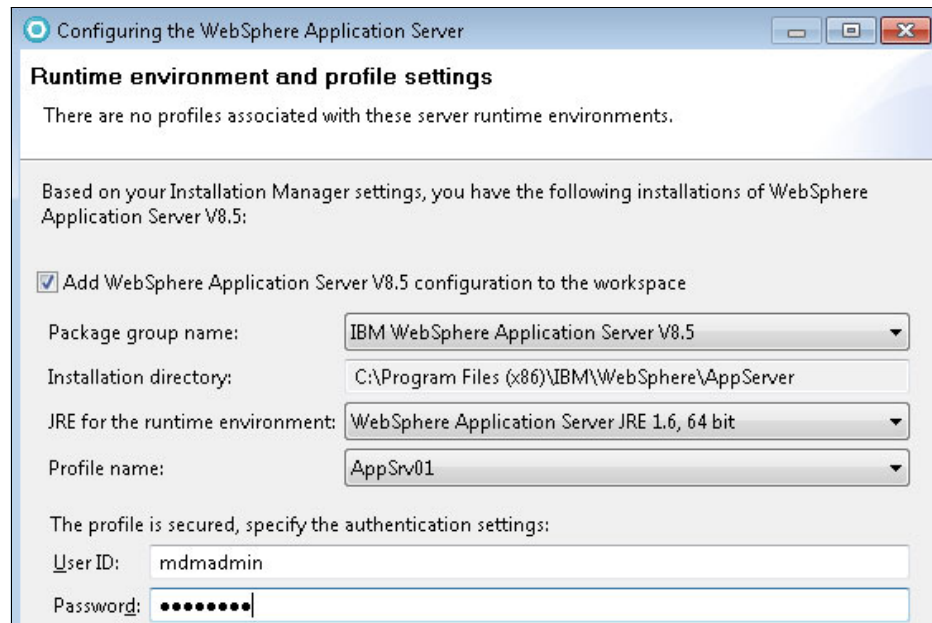 Configuring the WebSphere Application Server
Runtime environment and profile settings
There are no profiles associated with these server runtime environments.
Based on your Installation Manager settings, you have the following installations of WebSphere
Application Server V8.5:
Add WebSphere Application Server V8.5 configuration to the workspace
Package group name: IBM WebSphere Application Server V8.5
Installation directory: C:\Program Files (x86)\IBM\WebSphere\AppServer
JRE for the runtime environment: WebSphere Application Server JRE 1.6, 64 bit
Profile name: AppSrv01
The profile is secured, specify the authentication settings:
User ID: mdmadmin
Password: ●●●●●●●●